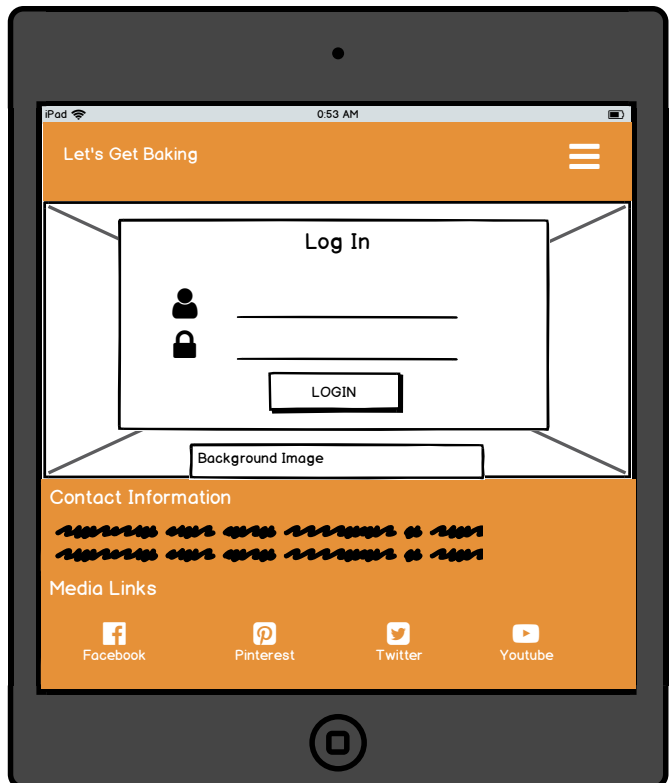 iPad 0:53 AM
Let's Get Baking
Log In
LOGIN
Background Image
Contact Information
Media Links
Facebook Pinterest Twitter Youtube